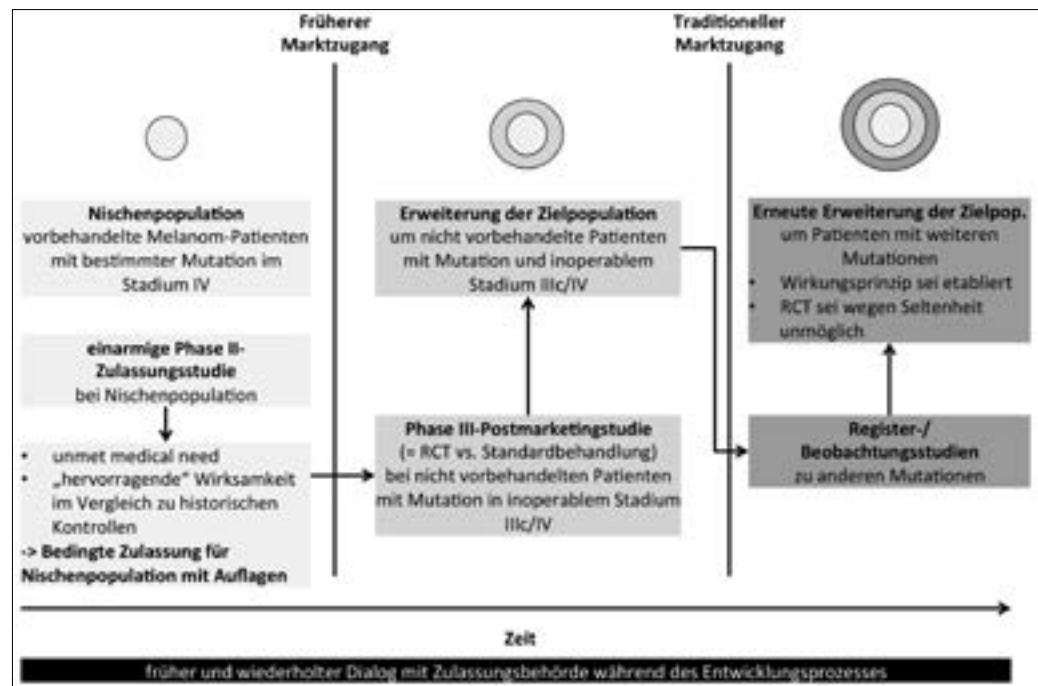 Früherer
Marktzugang
Traditioneller
Marktzugang
Nischenpopulation
vorbehandelte Melanom-Patienten
mit bestimmter Mutation im
Stadium IV
einarmige Phase II-
Zulassungsstudie
bei Nischenpopulation
• unmet medical need
• „hervorragende" Wirksamkeit
im Vergleich zu historischen
Kontrollen
-> Bedingte Zulassung für
Nischenpopulation mit Auflagen
Erweiterung der Zielpopulation
um nicht vorbehandelte Patienten
mit Mutation und inoperablem
Stadium IIIc/IV
Phase III-Postmarketingstudie
(= RCT vs. Standardbehandlung)
bei nicht vorbehandelten Patienten
mit Mutation in inoperablem Stadium
IIIc/IV
Erneute Erweiterung der Zielpop.
um Patienten mit weiteren
Mutationen
• Wirkungsprinzip sei etabliert
• RCT sei wegen Seltenheit
unmöglich
Register-/
Beobachtungsstudien
zu anderen Mutationen
Zeit
früher und wiederholter Dialog mit Zulassungsbehörde während des Entwicklungsprozesses